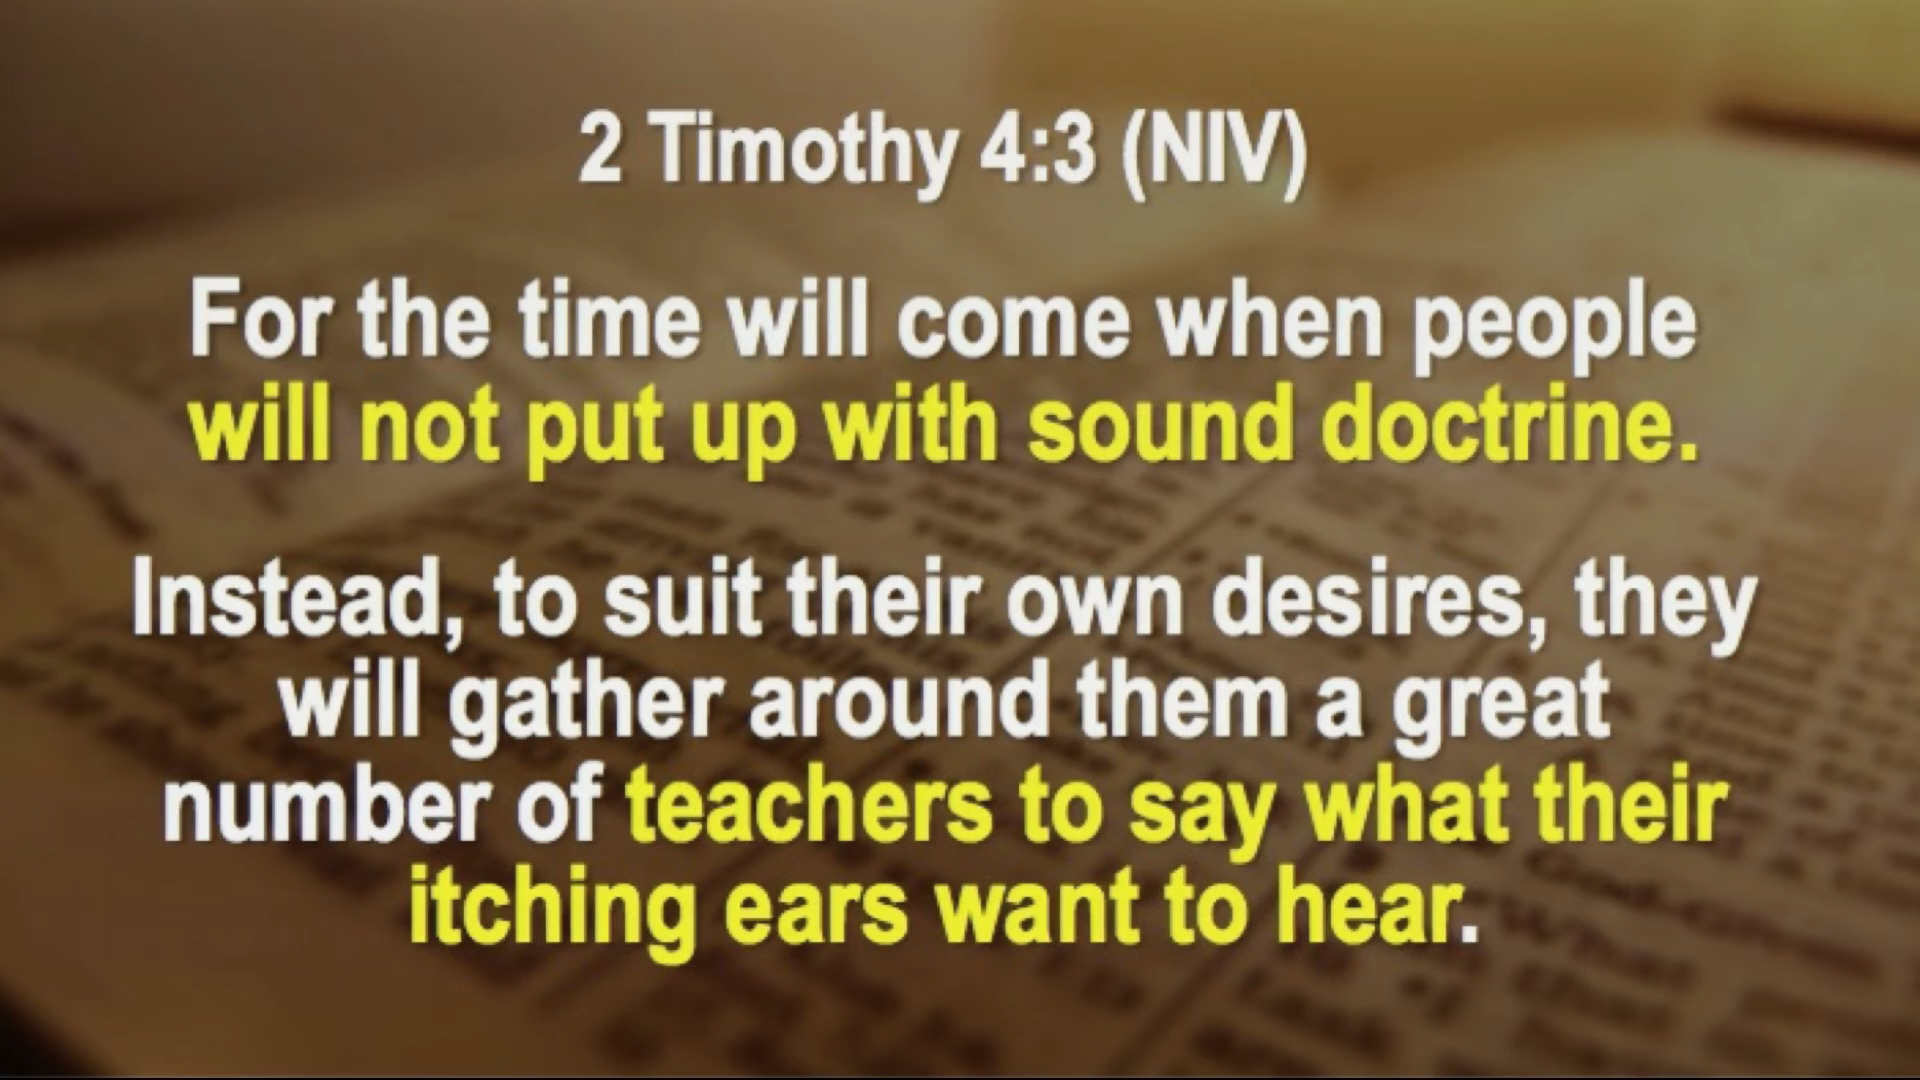 2 Timothy 4:3 (NIV)
For the time will come when people
will not put up with sound doctrine.
Instead, to suit their own desires, they
will gather around them a great
number of teachers to say what their
itching ears want to hear.